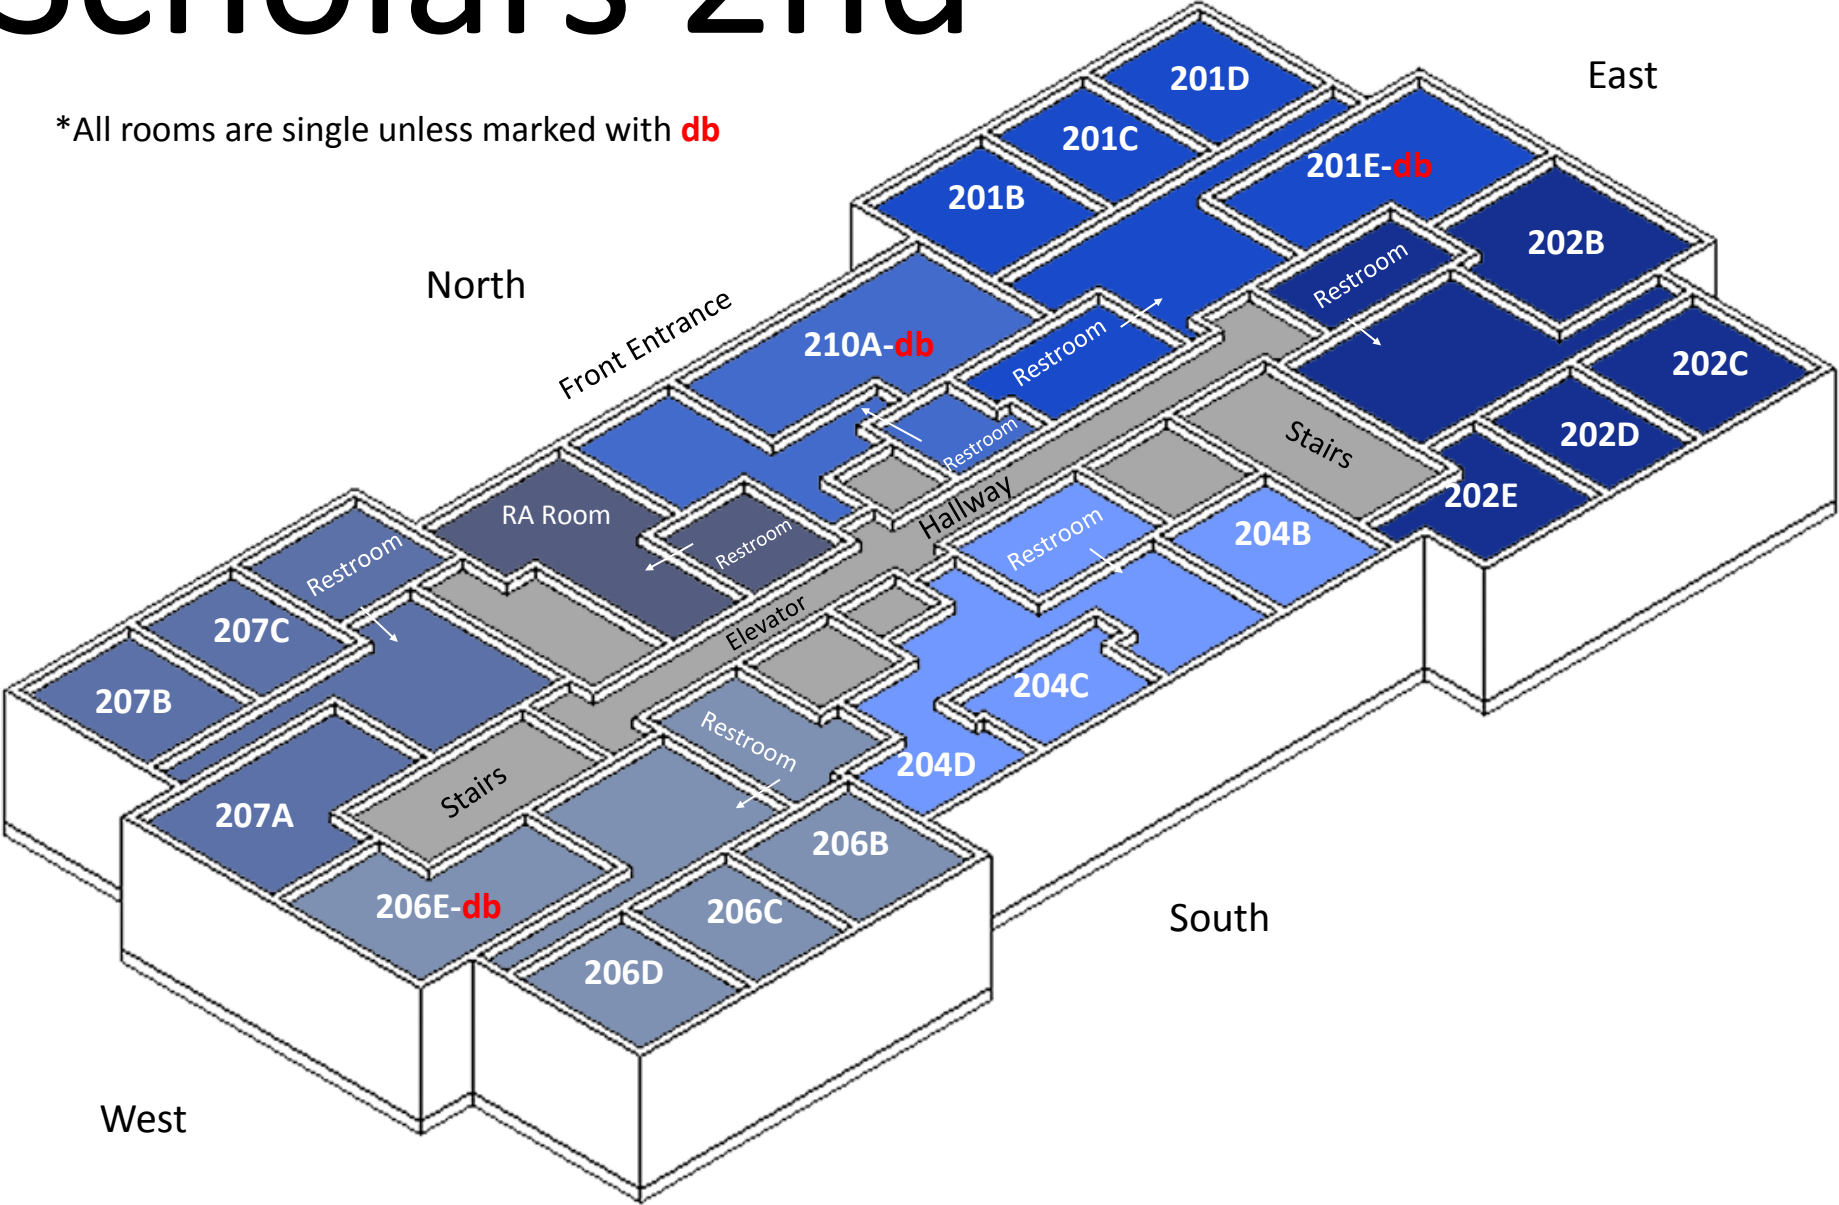 Scholars 2nd
East
*All rooms are single unless marked with db
201D
201C
201E-db
201B
202B
North
Restroom
Front Entrance
210A-db
Restroom
202C
Restroom
Stairs
202D
Hallway
202E
RA Room
Restroom
Restroom
204B
Restroom
207C
Elevator
204C
207B
Restroom
204D
Stairs
207A
206B
206E-db
206C
South
206D
West